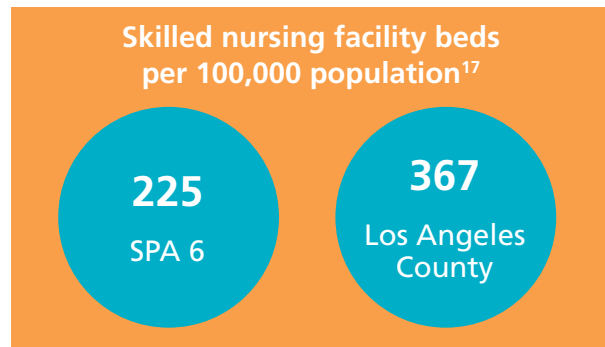 Skilled nursing facility beds
per 100,000 population17
225
SPA 6
367
Los Angeles
County